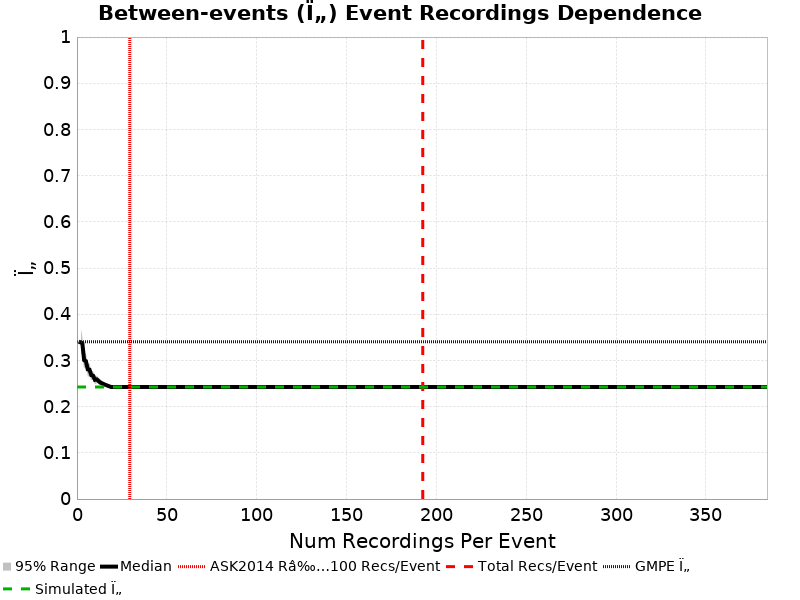 Between-events (Ï„) Event Recordings Dependence
1
0.9
0.8
0.7
0.6
0.5
0.4
0.3
0.2
0.1
0
Ï„
0 50 100 150 200 250 300 350
Num Recordings Per Event
95% Range Median ASK2014 Râ‰…100 Recs/Event Total Recs/Event GMPE Ï„
Simulated Ï„